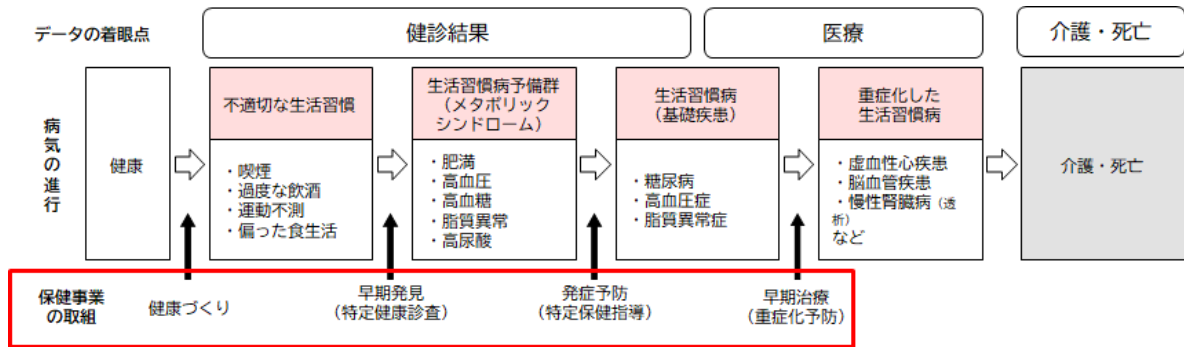 データの着眼点
健診結果
医療
介護・死亡
病気の進行
健康
不適切な生活習慣
・喫煙
・過度な飲酒
・運動不測
・偏った食生活
生活習慣病予備群
(メタボリック
シンドローム)
・肥満
・高血圧
・高血糖
・脂質異常
・高尿酸
生活習慣病
(基礎疾患)
・糖尿病
・高血圧症
・脂質異常症
重症化した
生活習慣病
・虚血性心疾患
・脳血管疾患
・慢性腎臓病(透
析)
など
介護・死亡
保健事業
の取組
健康づくり
早期発見
(特定健康診査)
発症予防
(特定保健指導)
早期治療
(重症化予防)